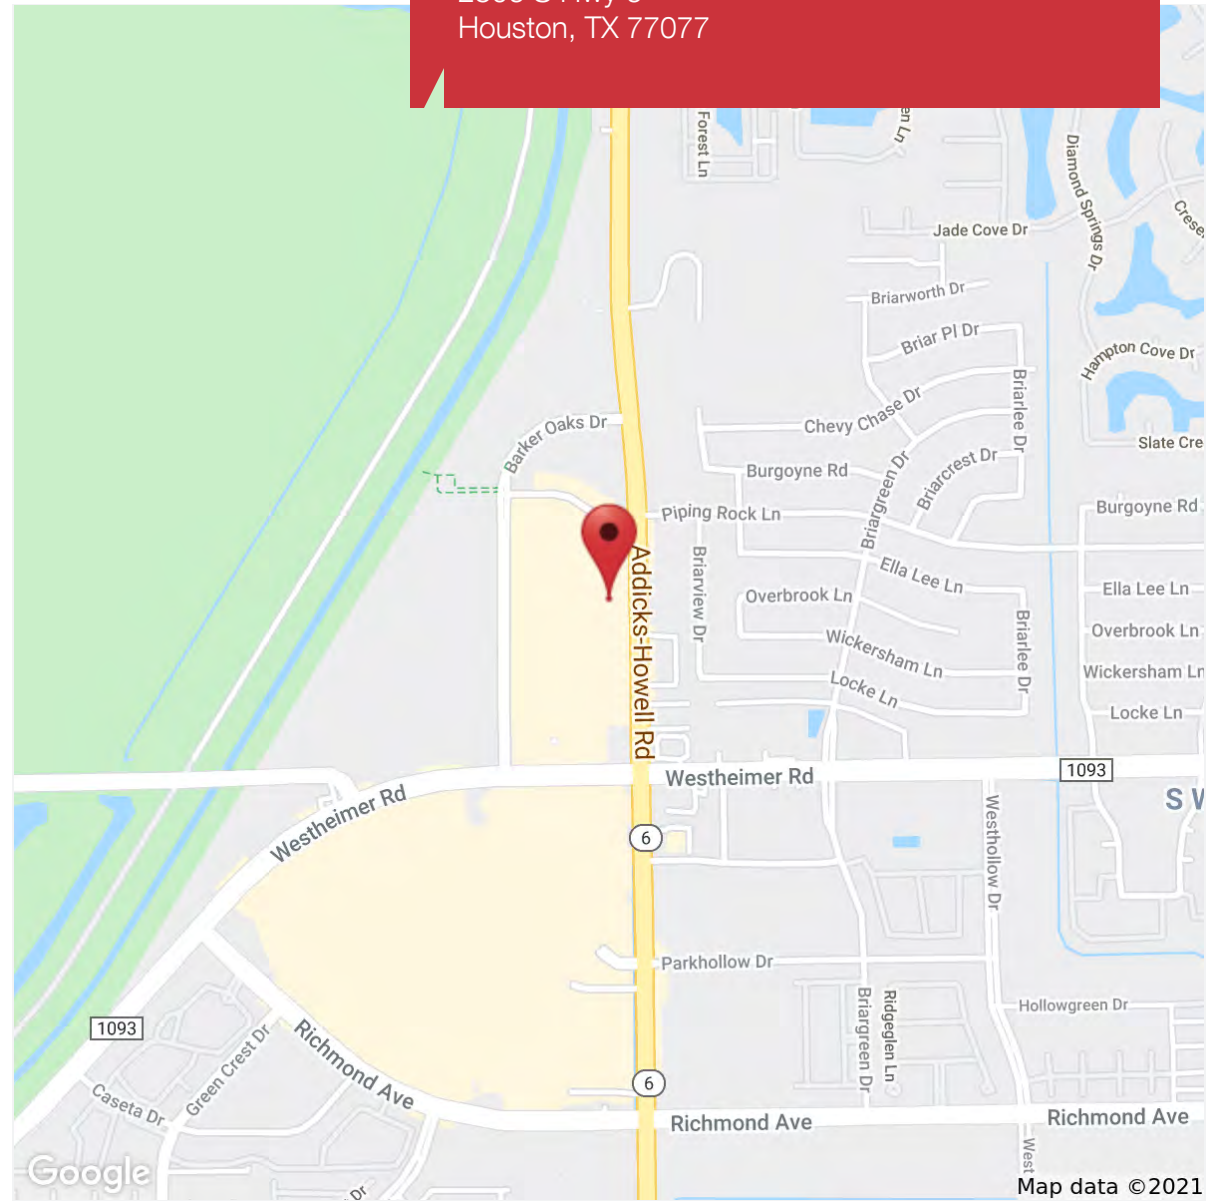 Houston, TX 77077
Forest Ln
en Ln
Diamond Springs Dr
Jade Cove Dr
Briarworth Dr
Briar Pl Dr
Hampton Cove Dr
Briarlee Dr
Chevy Chase Dr
Barker Oaks Dr
Slate Cre
Burgoyne Rd
Briarcrest Dr
Briargreen Dr
Burgoyne Rd
Piping Rock Ln
Addicks-Howell Rd
Briarview Dr
Ella Lee Ln
Ella Lee Ln
Overbrook Ln
Briarlee Dr
Overbrook Ln
Wickersham Ln
Wickersham Ln
Locke Ln
Locke Ln
Westheimer Rd
1093
Westheimer Rd
S W
Westhollow Dr
6
Parkhollow Dr
Briargreen Dr
Ridgeglen Ln
Hollowgreen Dr
1093
Richmond Ave
Green Crest Dr
Caseta Dr
6
Richmond Ave
Richmond Ave
West
Google
Dr
Map data ©2021